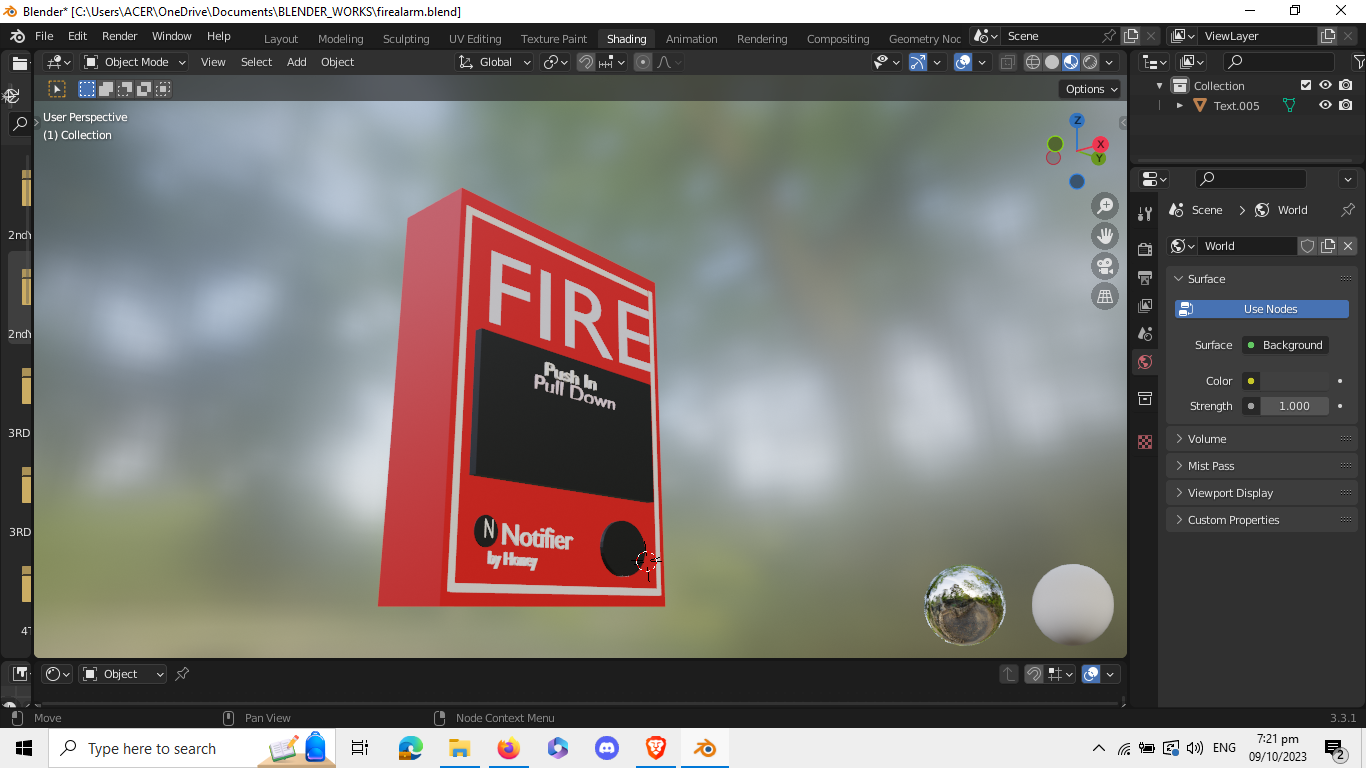 Blender* [C:\Users\ACER\OneDrive\Documents\BLENDER_WORKS\firealarm.blend]
File Edit Render Window Help Layout Modeling Sculpting UV Editing Texture Paint Shading Animation Rendering Compositing Geometry Noc Scene ViewLayer
Object Mode View Select Add Object Global
Options
User Perspective
(1) Collection
Z
X
Y
FIRE
Push In
Pull Down
N Notifier
by Honey
2ndY
2ndY
3RD
3RD
4T
Collection
Text.005
Scene World
World
Surface
Use Nodes
Surface Background
Color
Strength 1.000
Volume
Mist Pass
Viewport Display
Custom Properties
Object
Move Pan View Node Context Menu 3.3.1
Type here to search
ENG
7:21 pm
09/10/2023
2